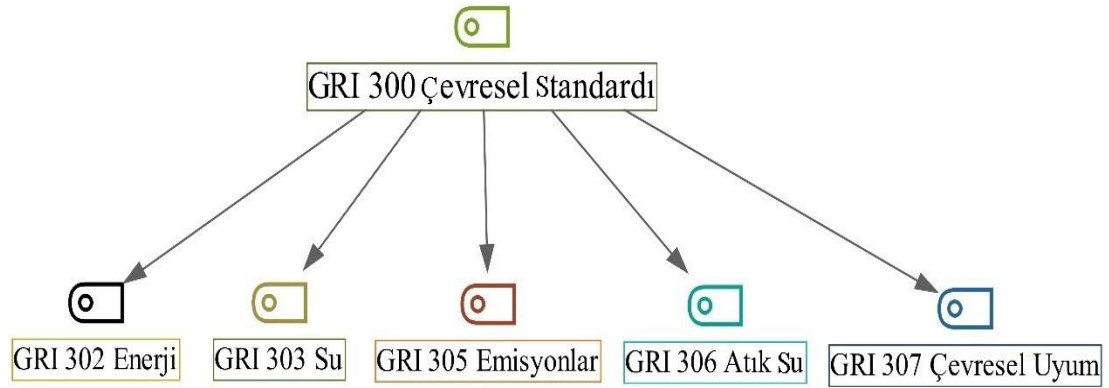 GRI 300 Çevresel Standardı
GRI 302 Enerji
GRI 303 Su
GRI 305 Emisyonlar
GRI 306 Atık Su
GRI 307 Çevresel Uyum